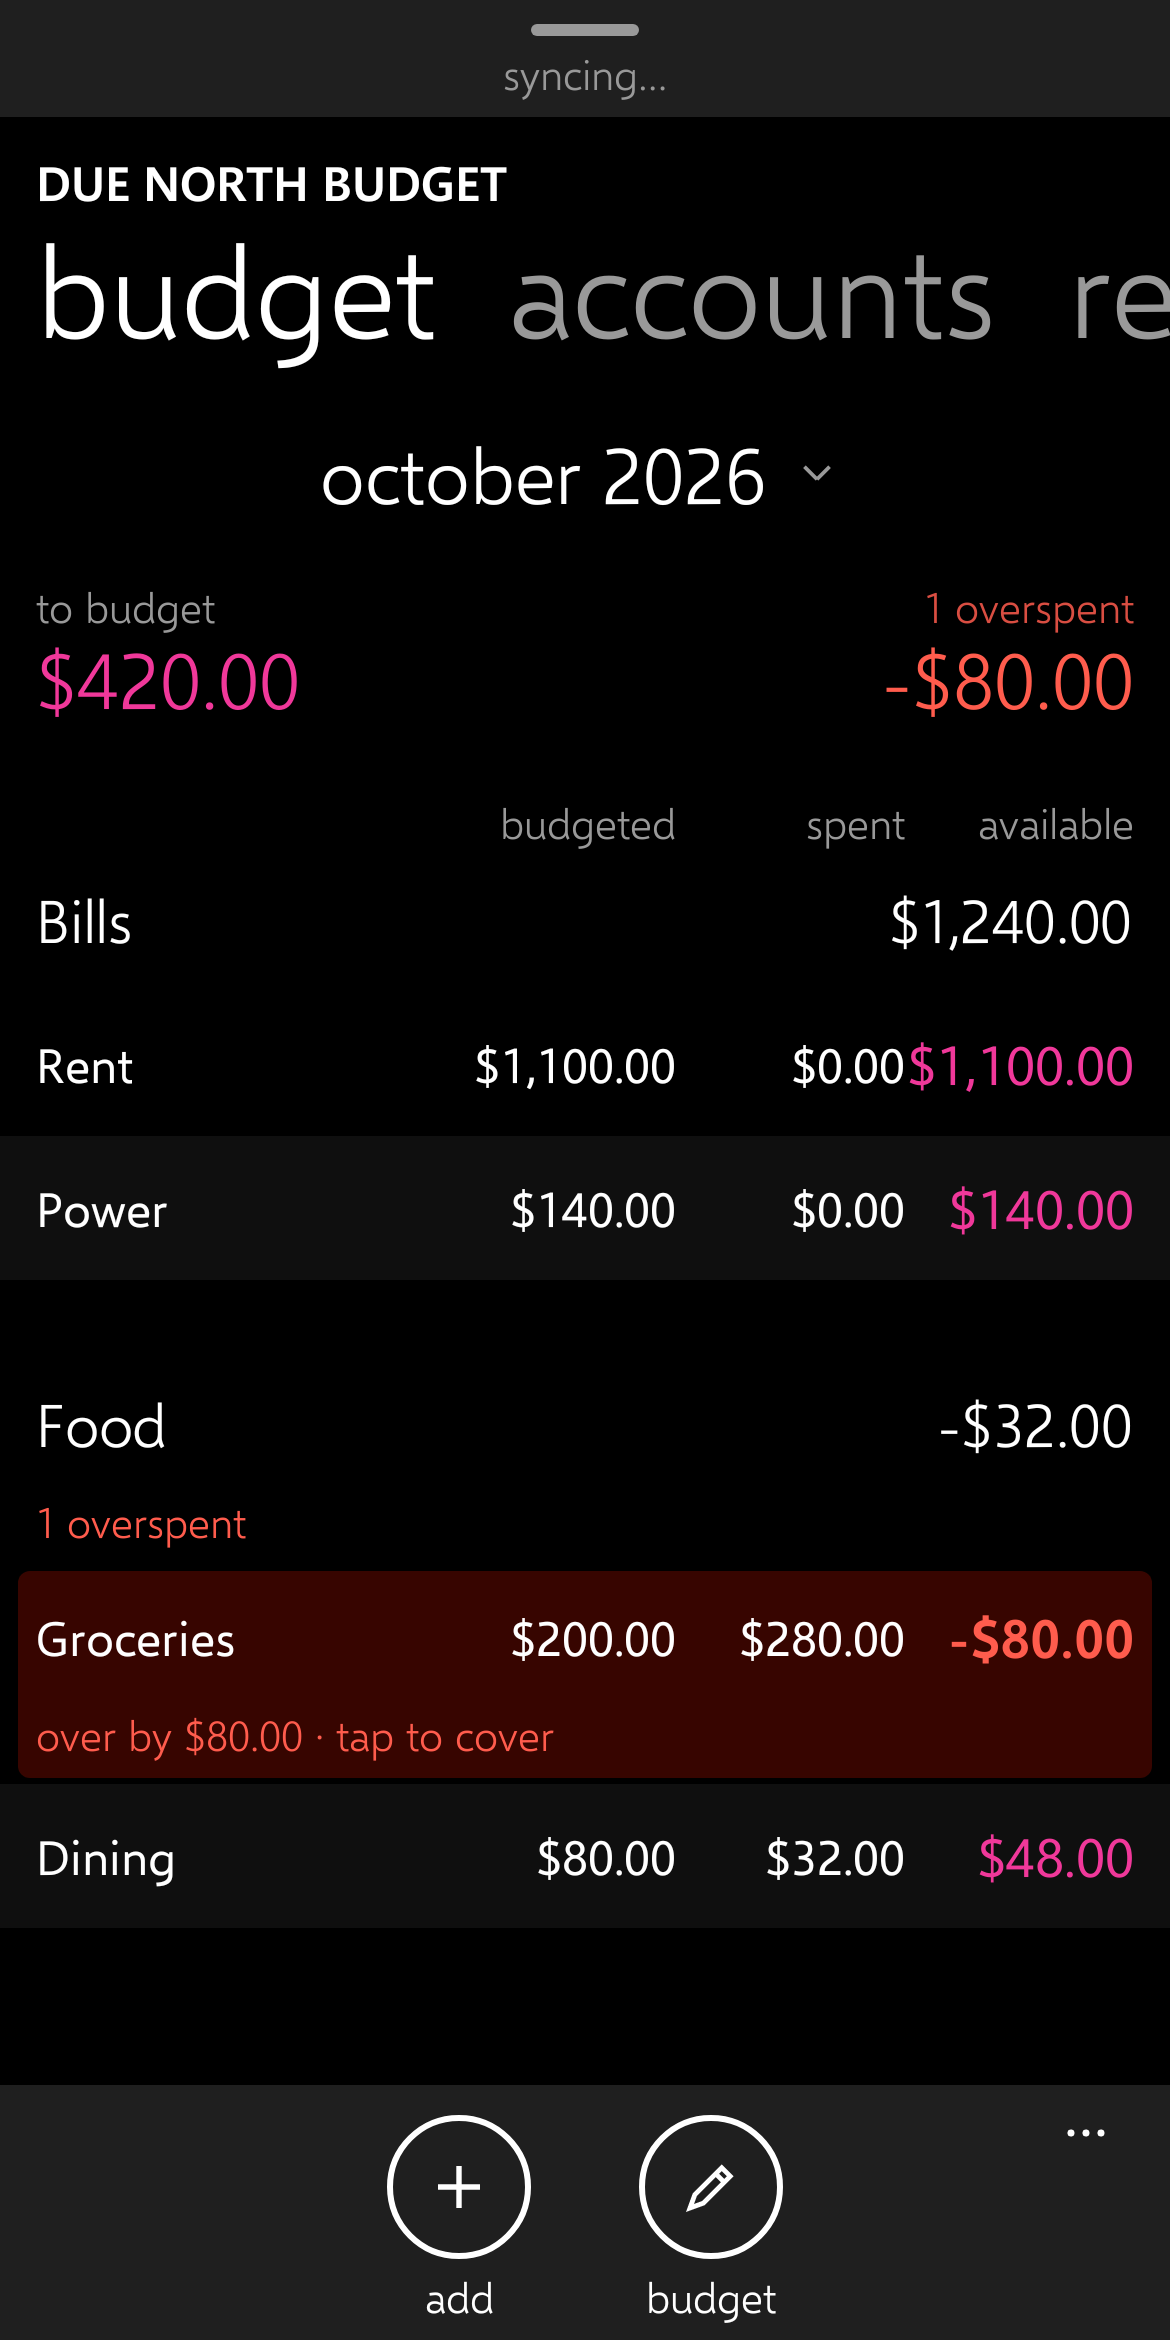 syncing...
DUE NORTH BUDGET
budget accounts re
october 2026
to budget 1 overspent
$420.00 -$80.00
budgeted spent available
Bills $1,240.00
Rent $1,100.00 $0.00 $1,100.00
Power $140.00 $0.00 $140.00
Food -$32.00
1 overspent
Groceries $200.00 $280.00 -$80.00
over by $80.00 · tap to cover
Dining $80.00 $32.00 $48.00
...
add budget